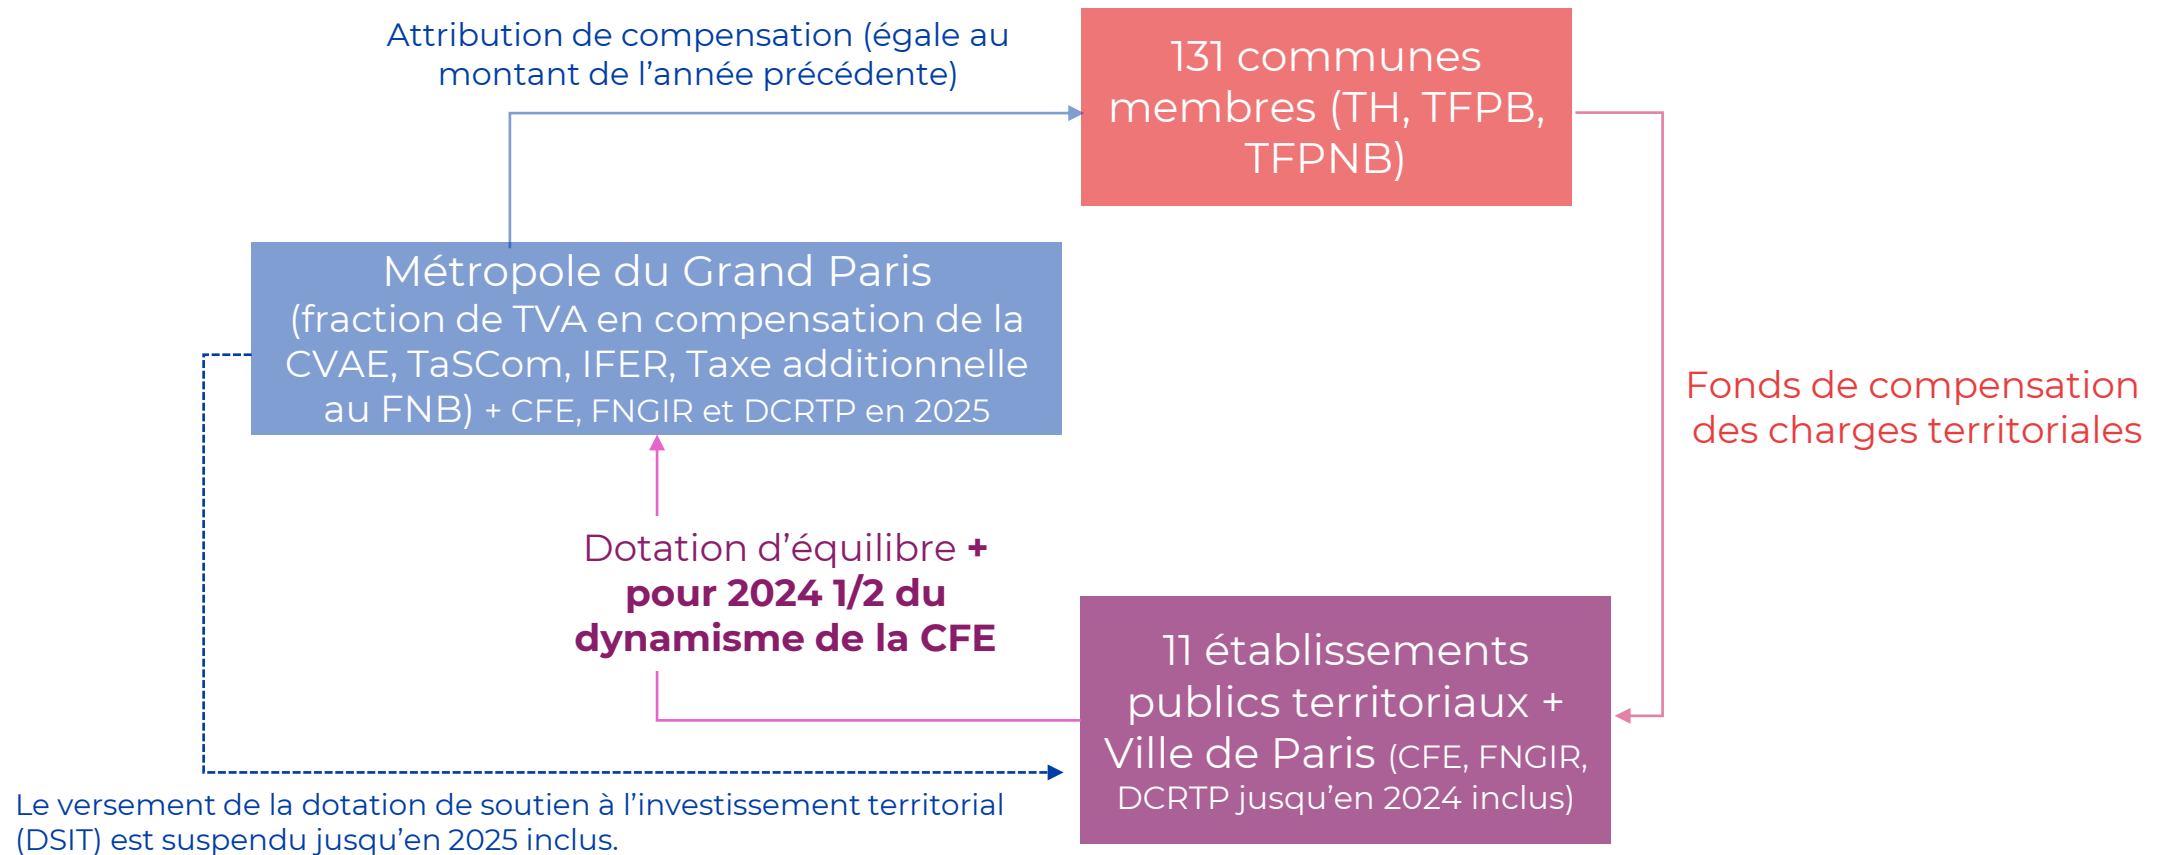 Attribution de compensation (égale au
montant de l’année précédente)
131 communes
membres (TH, TFPB,
TFPNB)
Métropole du Grand Paris
(fraction de TVA en compensation de la
CVAE, TaSCom, IFER, Taxe additionnelle
au FNB) + CFE, FNGIR et DCRTP en 2025
Fonds de compensation
des charges territoriales
Dotation d’équilibre +
pour 2024 1/2 du
dynamisme de la CFE
11 établissements
publics territoriaux +
Ville de Paris (CFE, FNGIR,
DCRTP jusqu’en 2024 inclus)
Le versement de la dotation de soutien à l’investissement territorial
(DSIT) est suspendu jusqu’en 2025 inclus.